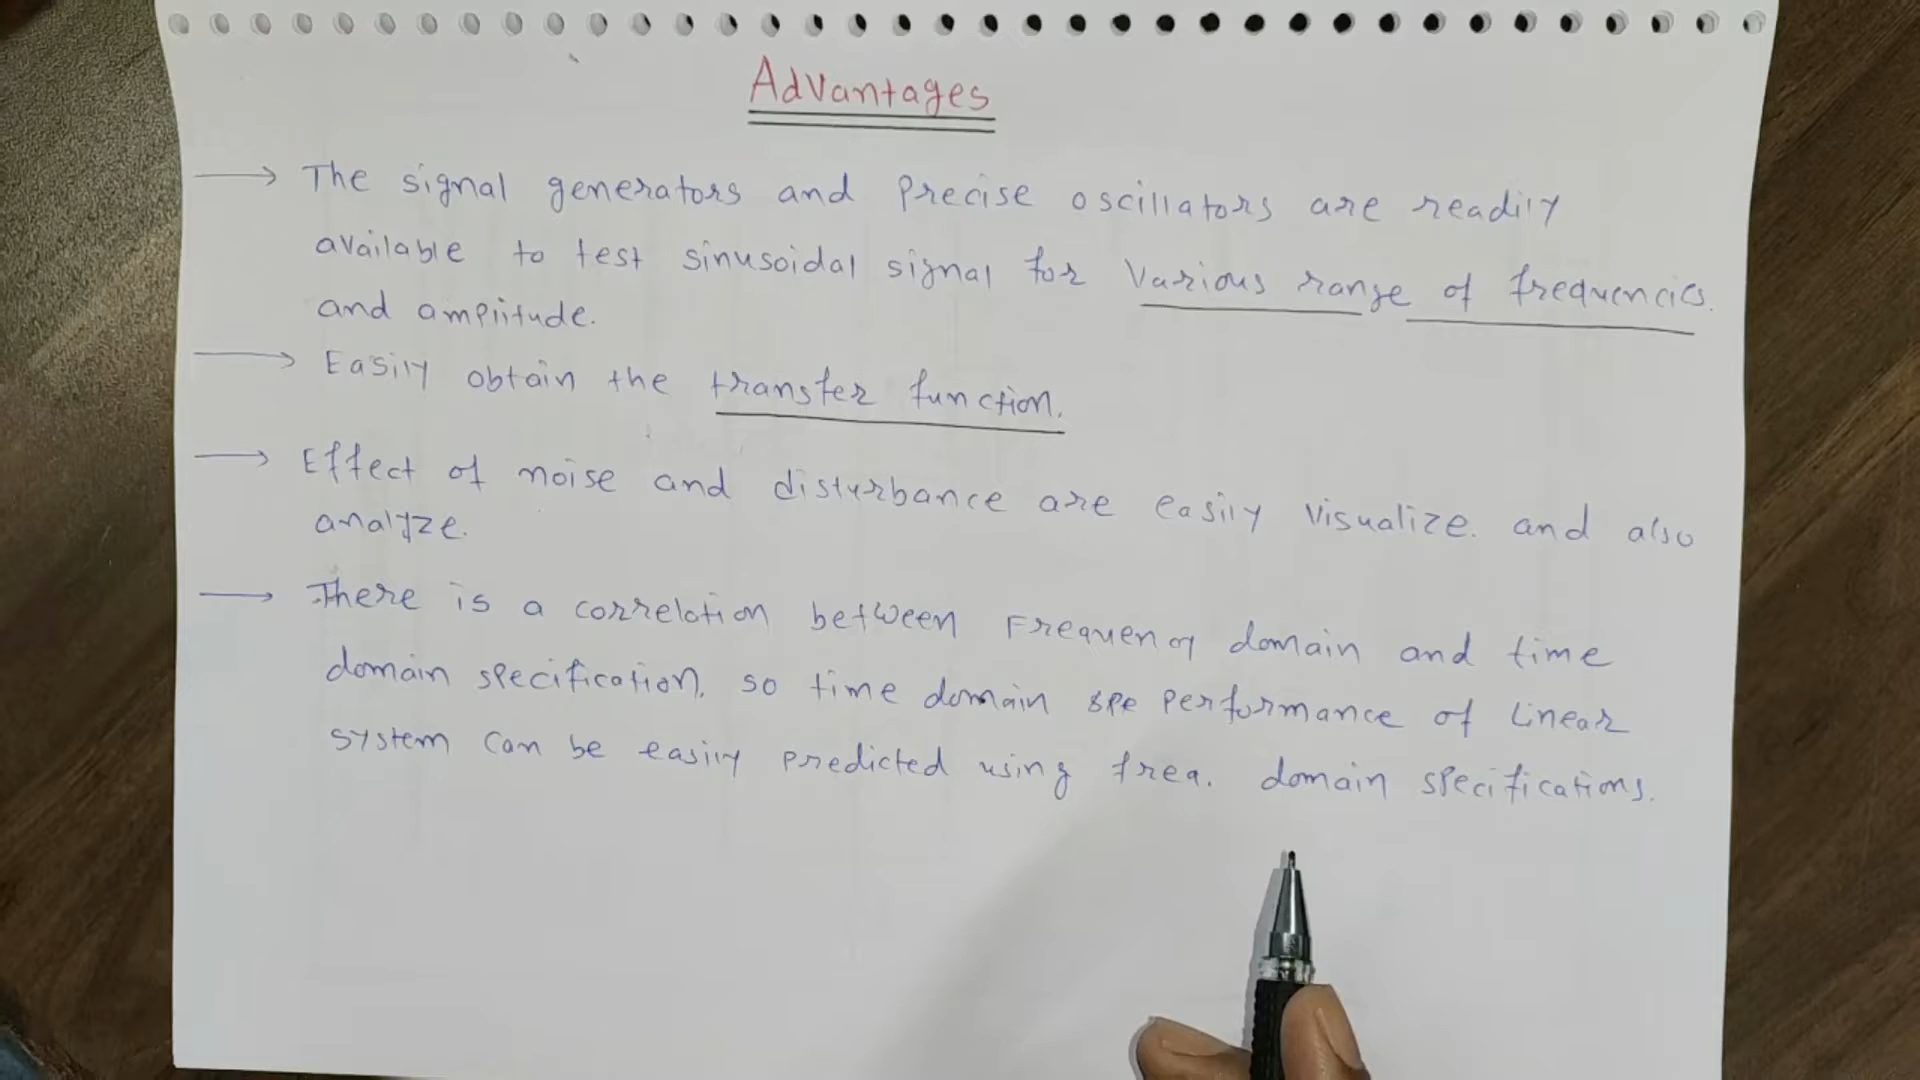 Advantages
→ The signal generators and precise oscillators are readily
available to test sinusoidal signal for various range of frequencies.
and amplitude.
→ Easily obtain the transfer function.
→ Effect of noise and disturbance are easily visualize. and also
analyze.
→ There is a correlation between Frequency domain and time
domain specification. so time domain spe performance of Linear
system can be easily predicted using freq. domain specifications.